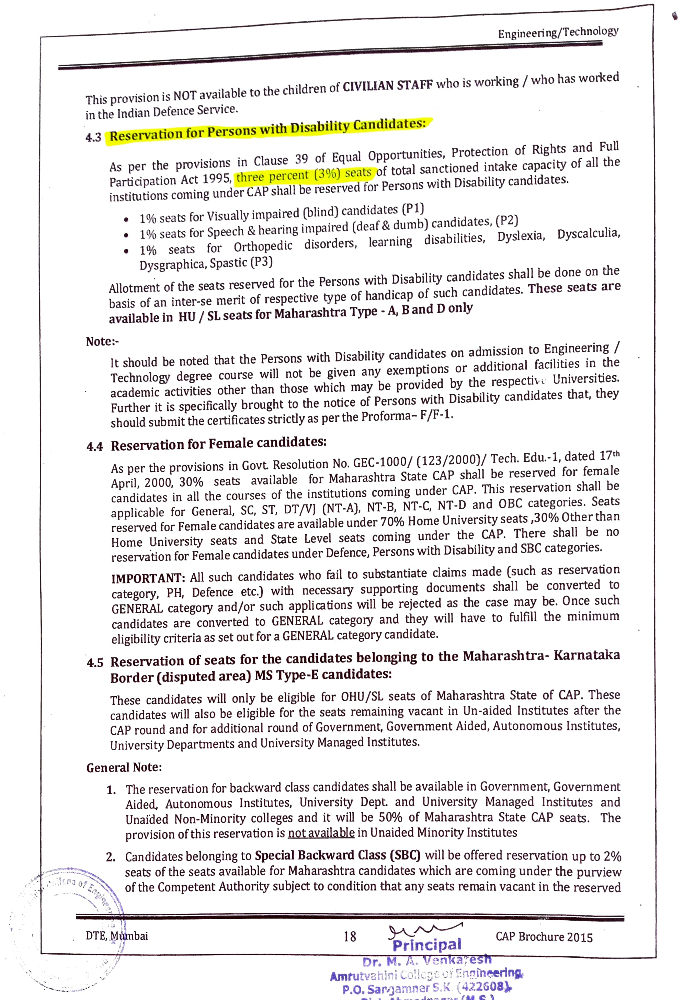 Engineering/Technology
This provision is NOT available to the children of CIVILIAN STAFF who is working / who has worked
in the Indian Defence Service.
4.3 Reservation for Persons with Disability Candidates:
As per the provisions in Clause 39 of Equal Opportunities, Protection of Rights and Full
Participation Act 1995, three percent (3%) seats of total sanctioned intake capacity of all the
institutions coming under CAP shall be reserved for Persons with Disability candidates.
• 1% seats for Visually impaired (blind) candidates (P1)
• 1% seats for Speech & hearing impaired (deaf & dumb) candidates, (P2)
• 1% seats for Orthopedic disorders, learning disabilities, Dyslexia, Dyscalculia,
Dysgraphica, Spastic (P3)
Allotment of the seats reserved for the Persons with Disability candidates shall be done on the
basis of an inter-se merit of respective type of handicap of such candidates. These seats are
available in HU / SL seats for Maharashtra Type - A, B and D only
Note:-
It should be noted that the Persons with Disability candidates on admission to Engineering /
Technology degree course will not be given any exemptions or additional facilities in the
academic activities other than those which may be provided by the respective Universities.
Further it is specifically brought to the notice of Persons with Disability candidates that, they
should submit the certificates strictly as per the Proforma– F/F-1.
4.4 Reservation for Female candidates:
As per the provisions in Govt. Resolution No. GEC-1000/ (123/2000)/ Tech. Edu.-1, dated 17th
April, 2000, 30% seats available for Maharashtra State CAP shall be reserved for female
candidates in all the courses of the institutions coming under CAP. This reservation shall be
applicable for General, SC, ST, DT/VJ (NT-A), NT-B, NT-C, NT-D and OBC categories. Seats
reserved for Female candidates are available under 70% Home University seats ,30% Other than
Home University seats and State Level seats coming under the CAP. There shall be no
reservation for Female candidates under Defence, Persons with Disability and SBC categories.
IMPORTANT: All such candidates who fail to substantiate claims made (such as reservation
category, PH, Defence etc.) with necessary supporting documents shall be converted to
GENERAL category and/or such applications will be rejected as the case may be. Once such
candidates are converted to GENERAL category and they will have to fulfill the minimum
eligibility criteria as set out for a GENERAL category candidate.
4.5 Reservation of seats for the candidates belonging to the Maharashtra- Karnataka
Border (disputed area) MS Type-E candidates:
These candidates will only be eligible for OHU/SL seats of Maharashtra State of CAP. These
candidates will also be eligible for the seats remaining vacant in Un-aided Institutes after the
CAP round and for additional round of Government, Government Aided, Autonomous Institutes,
University Departments and University Managed Institutes.
General Note:
1. The reservation for backward class candidates shall be available in Government, Government
Aided, Autonomous Institutes, University Dept. and University Managed Institutes and
Unaided Non-Minority colleges and it will be 50% of Maharashtra State CAP seats. The
provision of this reservation is not available in Unaided Minority Institutes
2. Candidates belonging to Special Backward Class (SBC) will be offered reservation up to 2%
seats of the seats available for Maharashtra candidates which are coming under the purview
of the Competent Authority subject to condition that any seats remain vacant in the reserved
College of Engineering
DTE, Mumbai 18 CAP Brochure 2015
Principal
Dr. M. A. Venkatesh
Amrutvahini College of Engineering,
P.O. Sangamner S.K. (422608),
(M.S.)